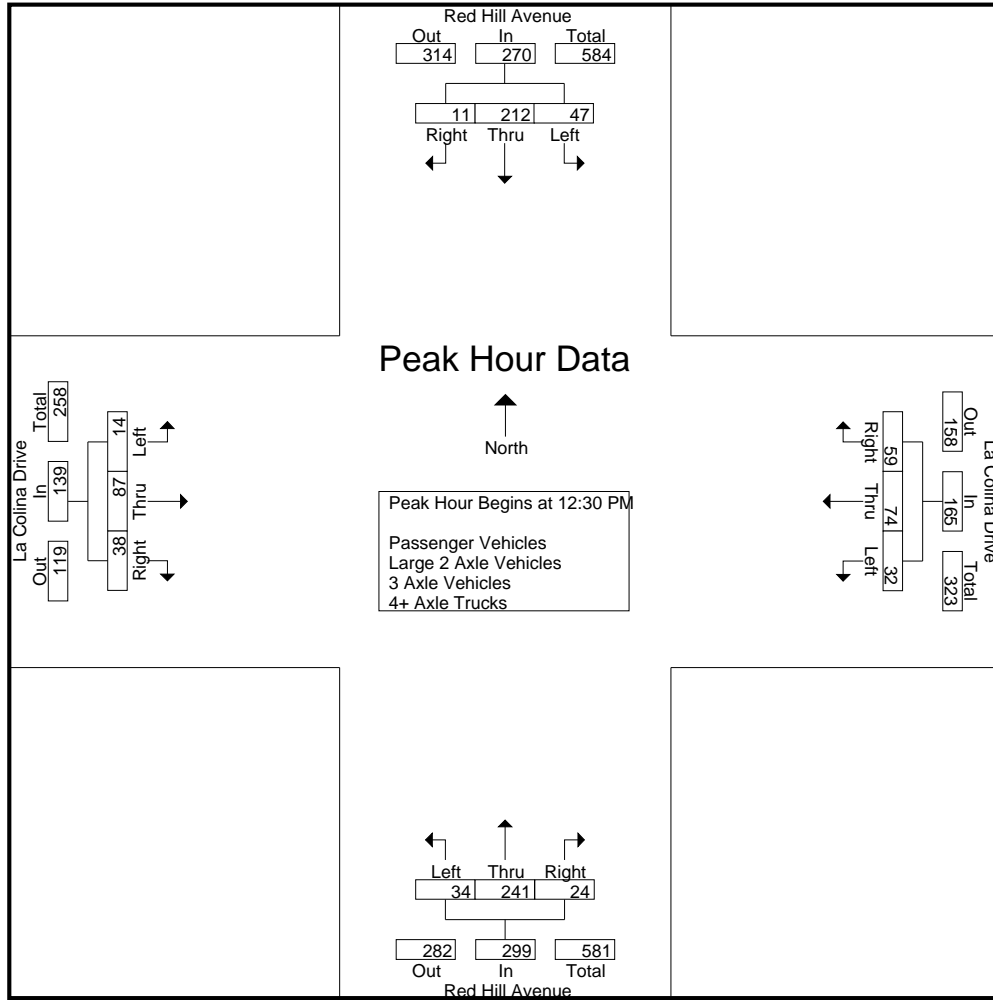 Red Hill Avenue
Out In Total
314 270 584
11 212 47
Right Thru Left
Peak Hour Data
North
Peak Hour Begins at 12:30 PM
Passenger Vehicles
Large 2 Axle Vehicles
3 Axle Vehicles
4+ Axle Trucks
La Colina Drive
Out In Total
119 139 258
14 87 38
Left Thru Right
La Colina Drive
Out In Total
158 165 323
59 74 32
Right Thru Left
Left Thru Right
34 241 24
282 299 581
Out In Total
Red Hill Avenue